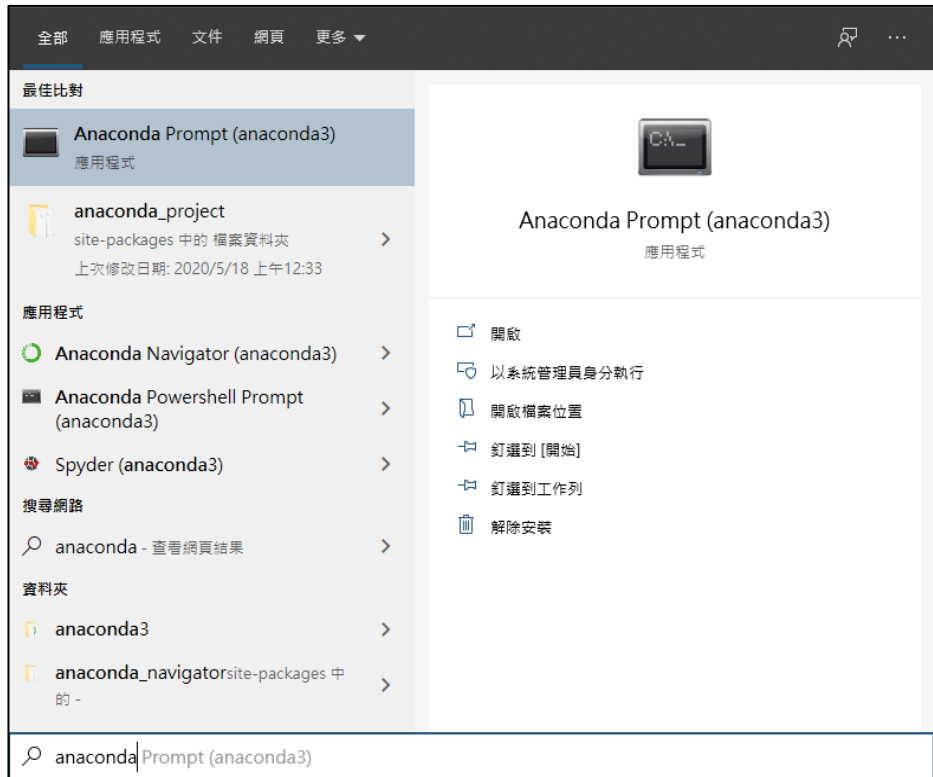 全部 應用程式 文件 網頁 更多
最佳比對
Anaconda Prompt (anaconda3)
應用程式
anaconda_project
site-packages 中的 檔案資料夾
上次修改日期: 2020/5/18 上午12:33
應用程式
Anaconda Navigator (anaconda3)
Anaconda Powershell Prompt
(anaconda3)
Spyder (anaconda3)
搜尋網路
anaconda - 查看網頁結果
資料夾
anaconda3
anaconda_navigatorsite-packages 中
的 -
C:\_
Anaconda Prompt (anaconda3)
應用程式
開啟
以系統管理員身分執行
開啟檔案位置
釘選到 [開始]
釘選到工作列
解除安裝
anaconda Prompt (anaconda3)